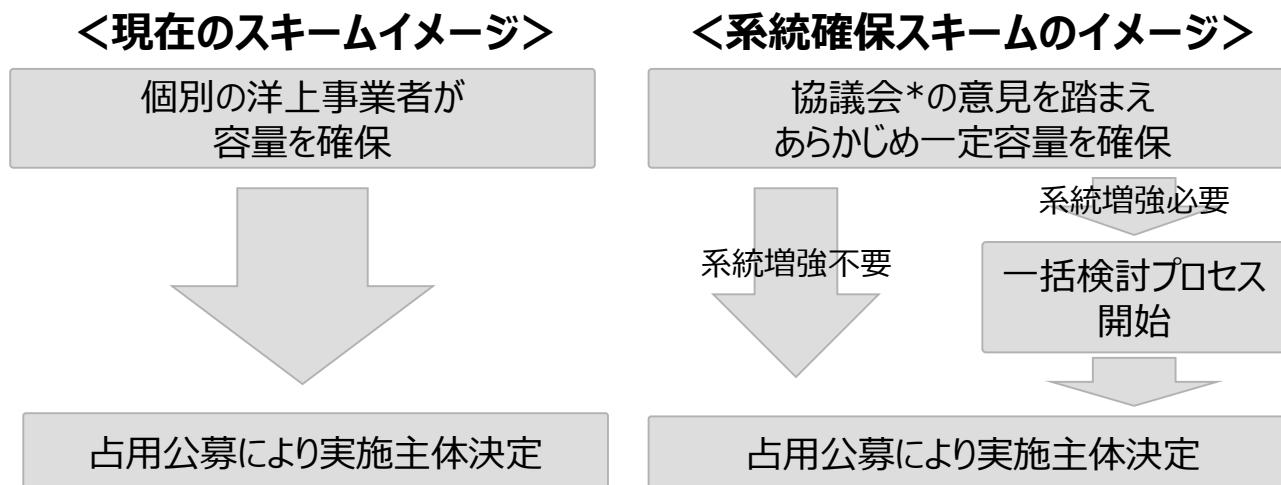 ＜現在のスキームイメージ＞
個別の洋上事業者が
容量を確保
占用公募により実施主体決定
＜系統確保スキームのイメージ＞
協議会*の意見を踏まえ
あらかじめ一定容量を確保
系統増強不要
系統増強必要
一括検討プロセス
開始
占用公募により実施主体決定